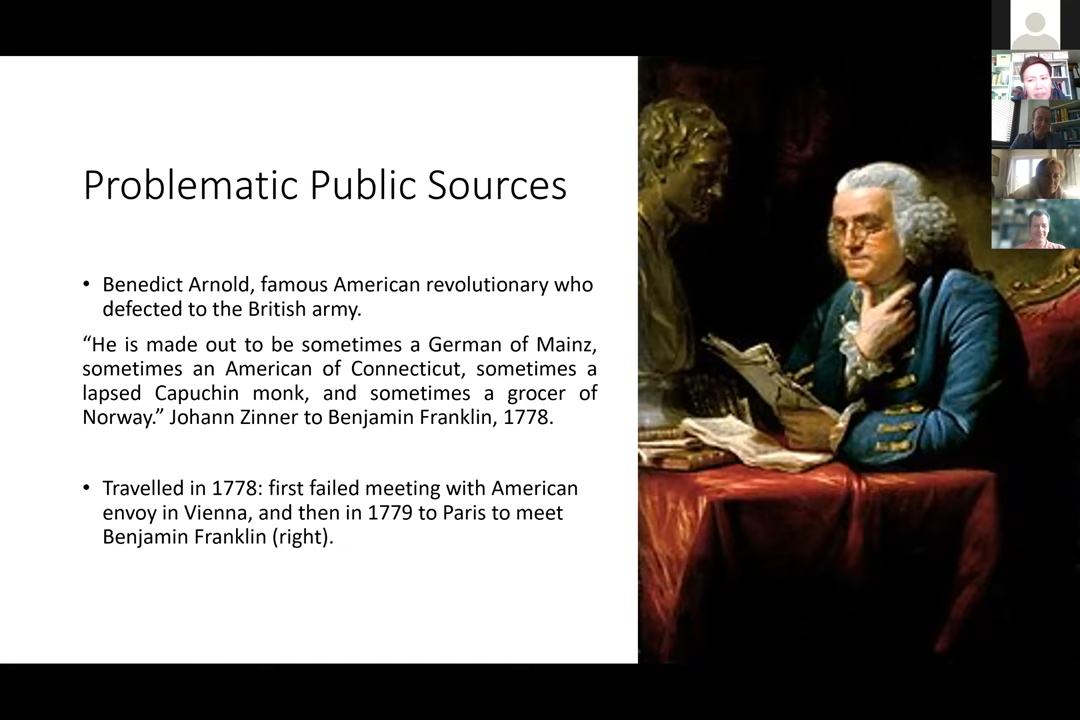 Problematic Public Sources
• Benedict Arnold, famous American revolutionary who
defected to the British army.
“He is made out to be sometimes a German of Mainz,
sometimes an American of Connecticut, sometimes a
lapsed Capuchin monk, and sometimes a grocer of
Norway.” Johann Zinner to Benjamin Franklin, 1778.
• Travelled in 1778: first failed meeting with American
envoy in Vienna, and then in 1779 to Paris to meet
Benjamin Franklin (right).